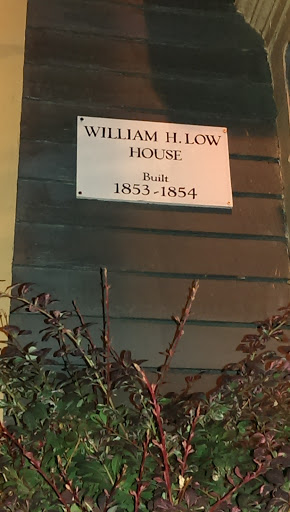 WILLIAM H. LOW
HOUSE
Built
1853-1854